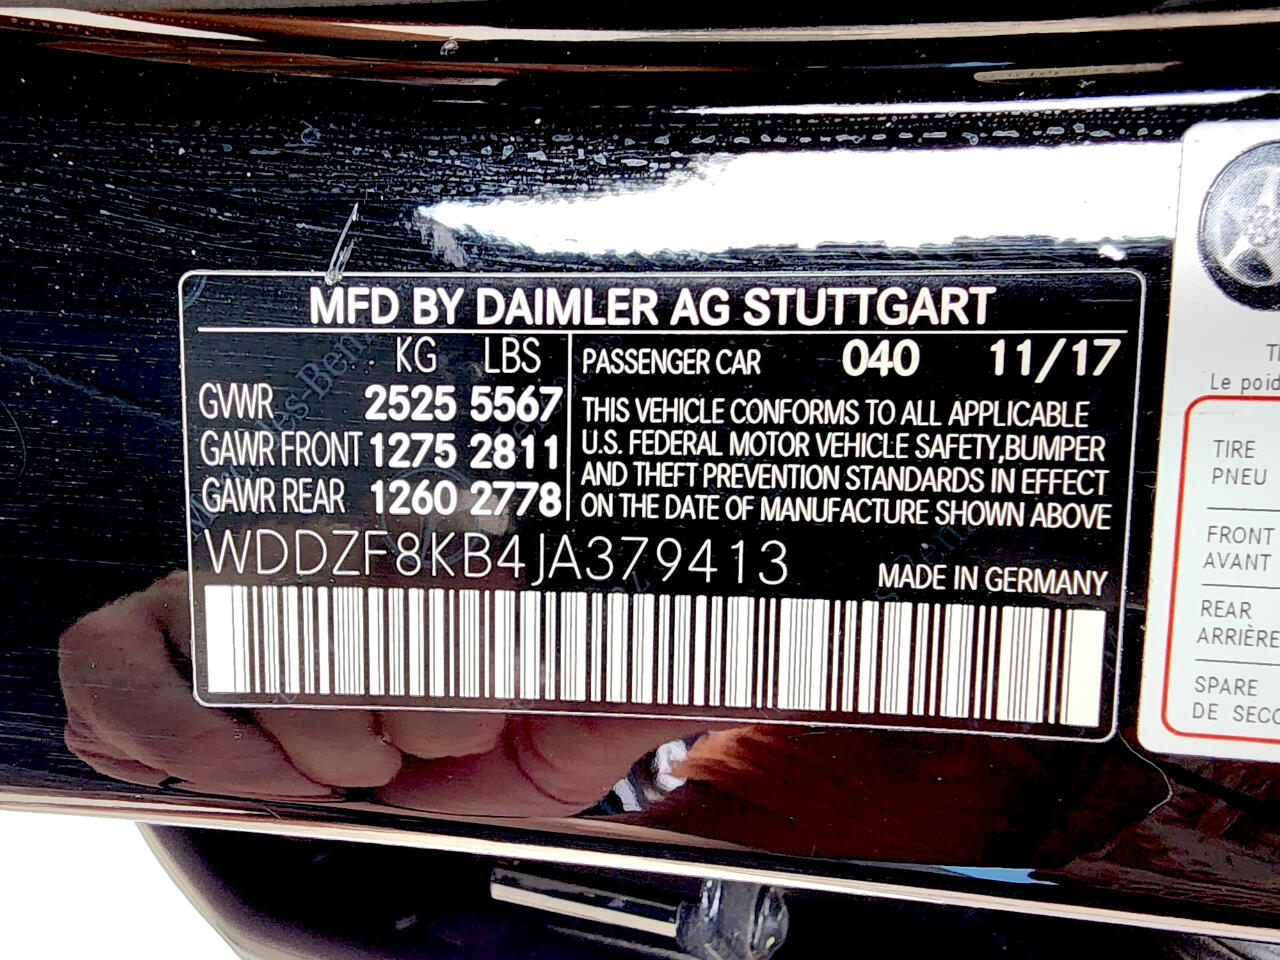 MFD BY DAIMLER AG STUTTGART
KG LBS
GVWR 2525 5567
GAWR FRONT 1275 2811
GAWR REAR 1260 2778
PASSENGER CAR 040 11/17
THIS VEHICLE CONFORMS TO ALL APPLICABLE
U.S. FEDERAL MOTOR VEHICLE SAFETY,BUMPER
AND THEFT PREVENTION STANDARDS IN EFFECT
ON THE DATE OF MANUFACTURE SHOWN ABOVE
WDDZF8KB4JA379413
MADE IN GERMANY
Le
TIRE
PNEU
FRONT
AVANT
REAR
ARRIÈRE
SPARE
DE